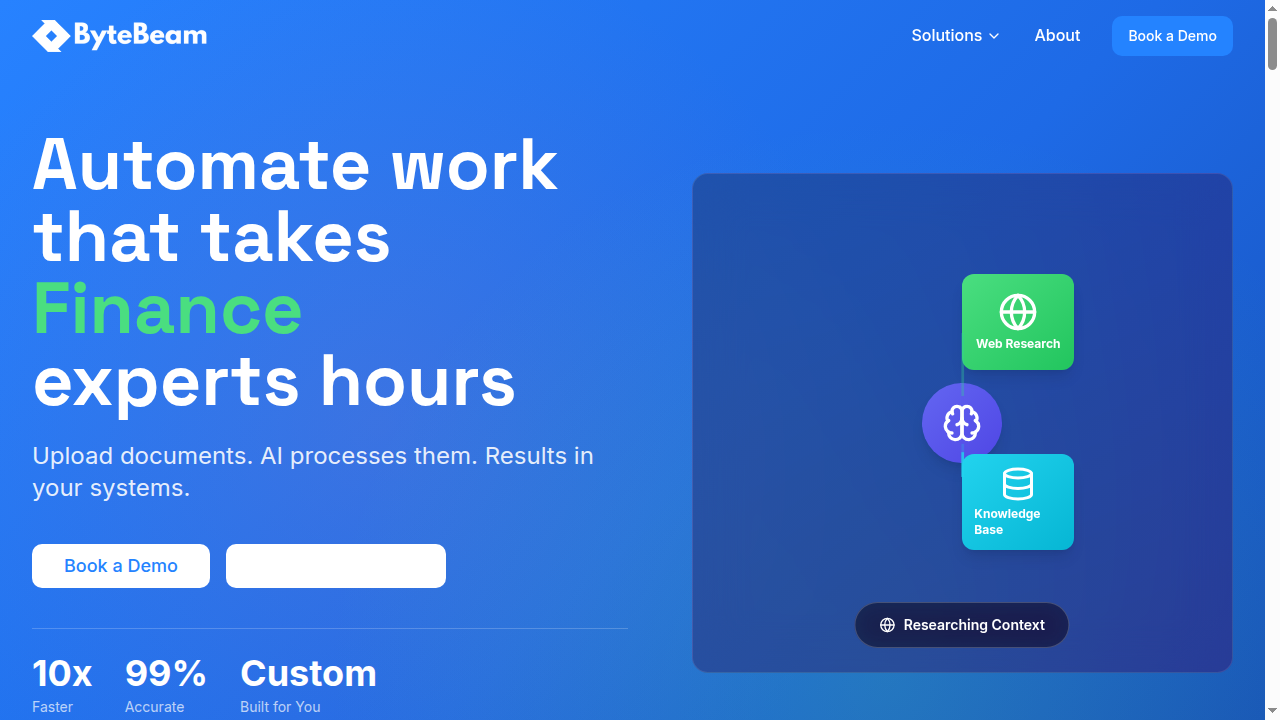 ByteBeam
Solutions
About
Book a Demo
Automate work
that takes
Finance
experts hours
Upload documents. AI processes them. Results in
your systems.
Book a Demo
10x
Faster
99%
Accurate
Custom
Built for You
Web Research
Knowledge
Base
Researching Context